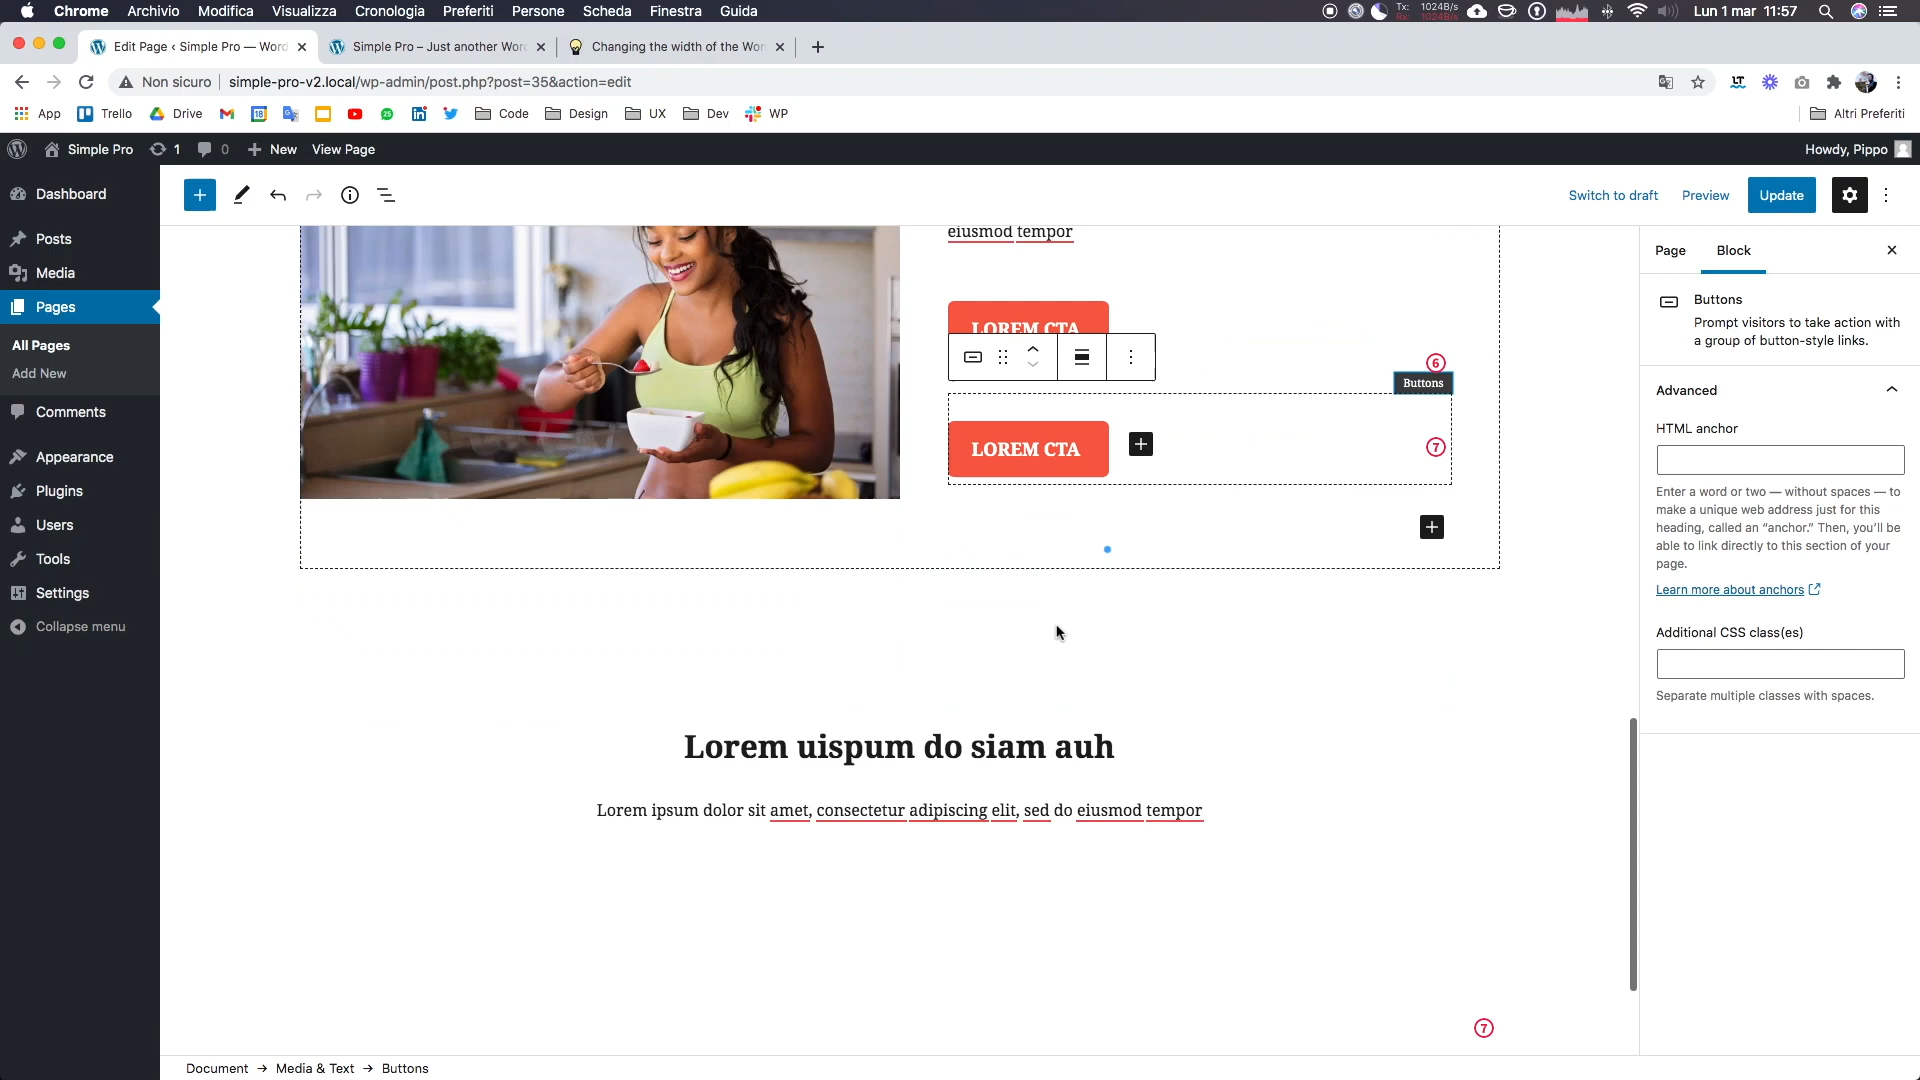 Chrome Archivio Modifica Visualizza Cronologia Preferiti Persone Scheda Finestra Guida
Tx: 1024B/s
Rx: 1024B/s
Lun 1 mar 11:57
Edit Page ‹ Simple Pro — Word
Simple Pro – Just another Wor
Changing the width of the Wor
Non sicuro
simple-pro-v2.local/wp-admin/post.php?post=35&action=edit
App Trello Drive Code Design UX Dev WP Altri Preferiti
Simple Pro 1 0 New View Page Howdy, Pippo
Dashboard
Posts
Media
Pages
All Pages
Add New
Comments
Appearance
Plugins
Users
Tools
Settings
Collapse menu
Switch to draft Preview Update
eiusmod tempor
LOREM CTA
6
Buttons
LOREM CTA
7
Lorem uispum do siam auh
Lorem ipsum dolor sit amet, consectetur adipiscing elit, sed do eiusmod tempor
7
Page Block
Buttons
Prompt visitors to take action with
a group of button-style links.
Advanced
HTML anchor
Enter a word or two — without spaces — to
make a unique web address just for this
heading, called an “anchor.” Then, you’ll be
able to link directly to this section of your
page.
Learn more about anchors
Additional CSS class(es)
Separate multiple classes with spaces.
Document → Media & Text → Buttons